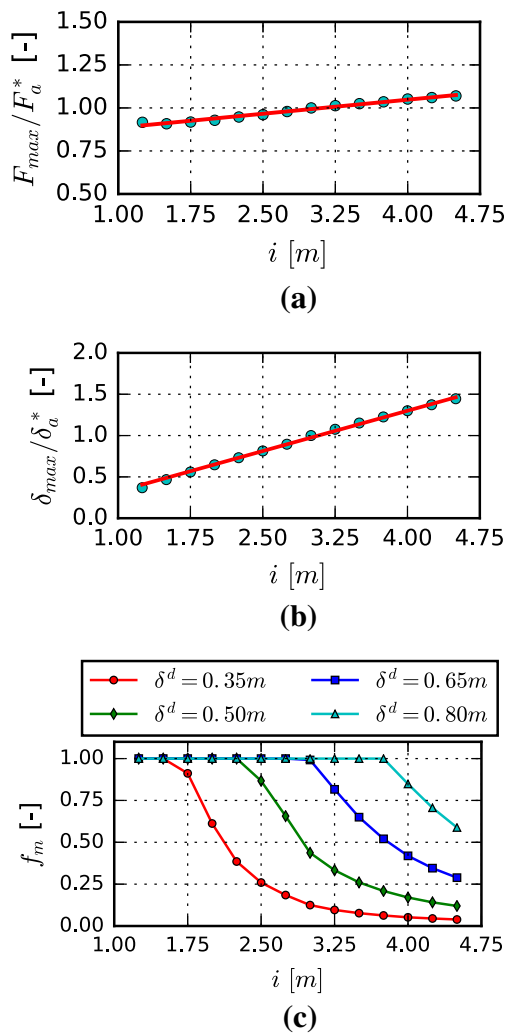 1.50
1.25
1.00
0.75
0.50
F_max/F_a^* [-]
1.00 1.75 2.50 3.25 4.00 4.75
i [m]
(a)
2.0
1.5
1.0
0.5
0.0
δ_max/δ_a^* [-]
1.00 1.75 2.50 3.25 4.00 4.75
i [m]
(b)
δ^d = 0.35m δ^d = 0.65m
δ^d = 0.50m δ^d = 0.80m
1.00
0.75
0.50
0.25
0.00
f_m [-]
1.00 1.75 2.50 3.25 4.00 4.75
i [m]
(c)